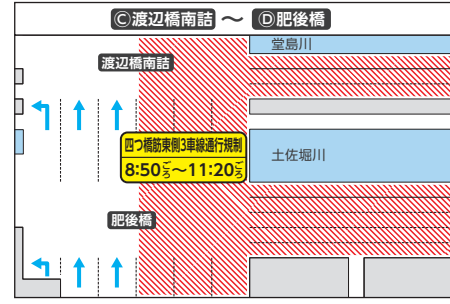 Ⓒ渡辺橋南詰 〜 Ⓓ肥後橋
堂島川
渡辺橋南詰
四つ橋筋東側3車線通行規制
8:50ごろ〜11:20ごろ
土佐堀川
肥後橋